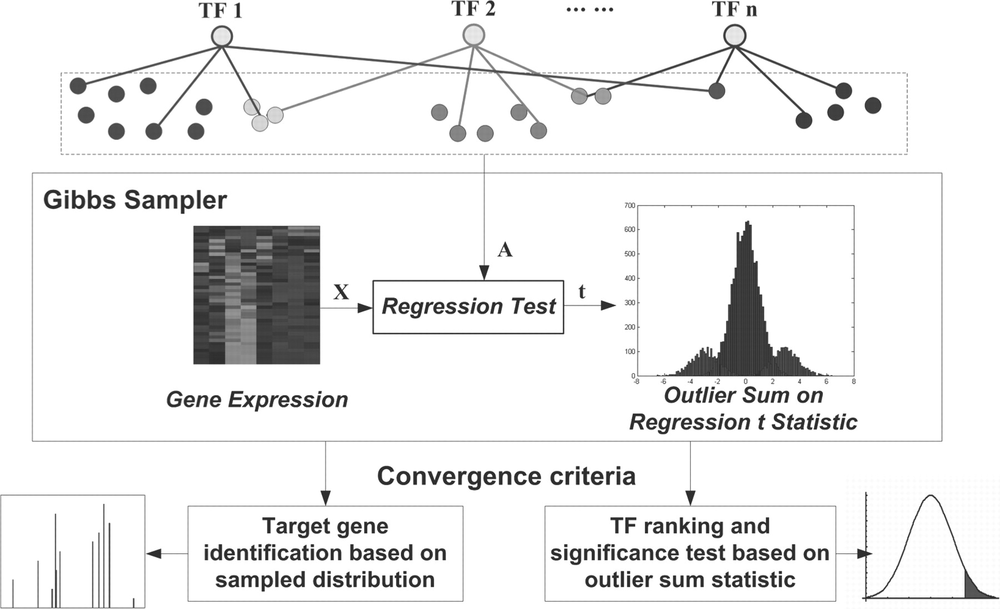 TF 1
TF 2
... ...
TF n
Gibbs Sampler
A
X
Regression Test
t
Gene Expression
700
600
500
400
300
200
100
0
-8 -6 -4 -2 0 2 4 6 8
Outlier Sum on
Regression t Statistic
Convergence criteria
Target gene
identification based on
sampled distribution
TF ranking and
significance test based on
outlier sum statistic